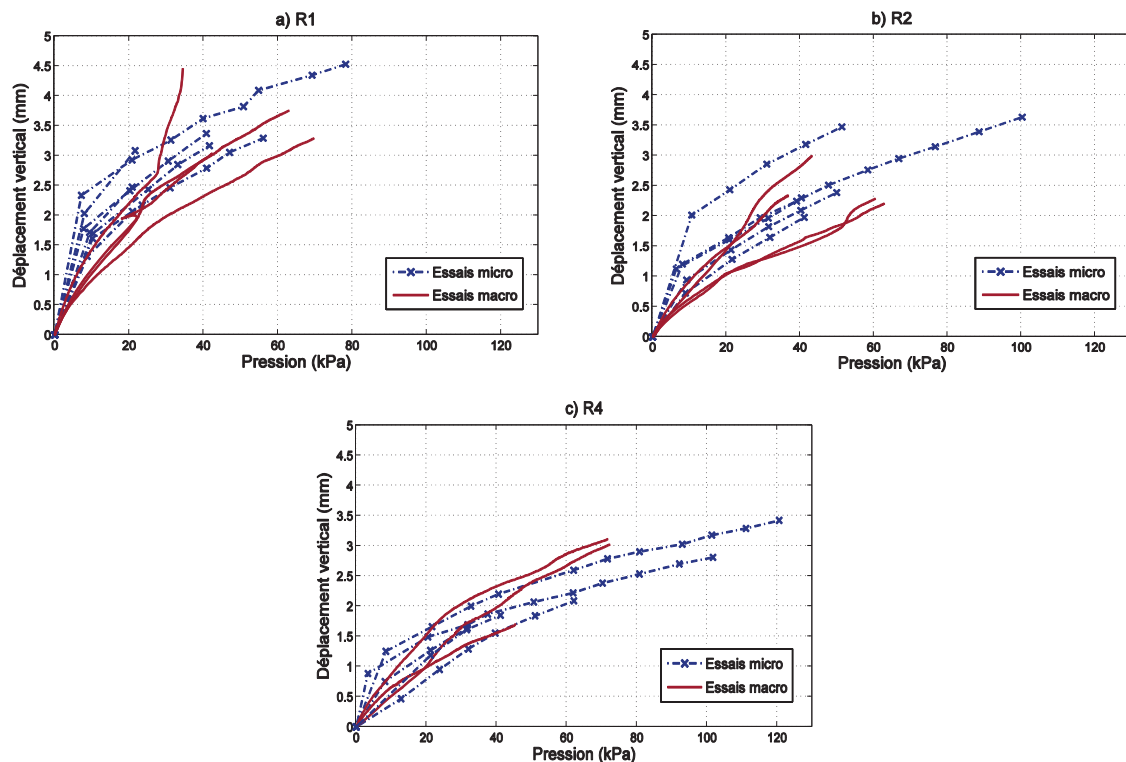 a) R1
Déplacement vertical (mm)
5
4.5
4
3.5
3
2.5
2
1.5
1
0.5
0
0 20 40 60 80 100 120
Pression (kPa)
Essais micro
Essais macro
b) R2
Déplacement vertical (mm)
5
4.5
4
3.5
3
2.5
2
1.5
1
0.5
0
0 20 40 60 80 100 120
Pression (kPa)
Essais micro
Essais macro
c) R4
Déplacement vertical (mm)
5
4.5
4
3.5
3
2.5
2
1.5
1
0.5
0
0 20 40 60 80 100 120
Pression (kPa)
Essais micro
Essais macro